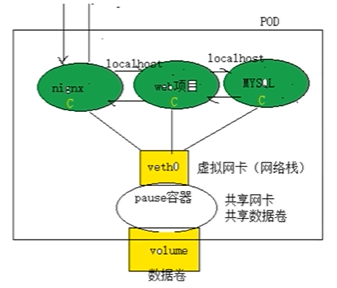 POD
localhost
localhost
nignx
C
web项目
C
MYSQL
C
veth0
虚拟网卡（网络栈）
pause容器
共享网卡
共享数据卷
volume
数据卷